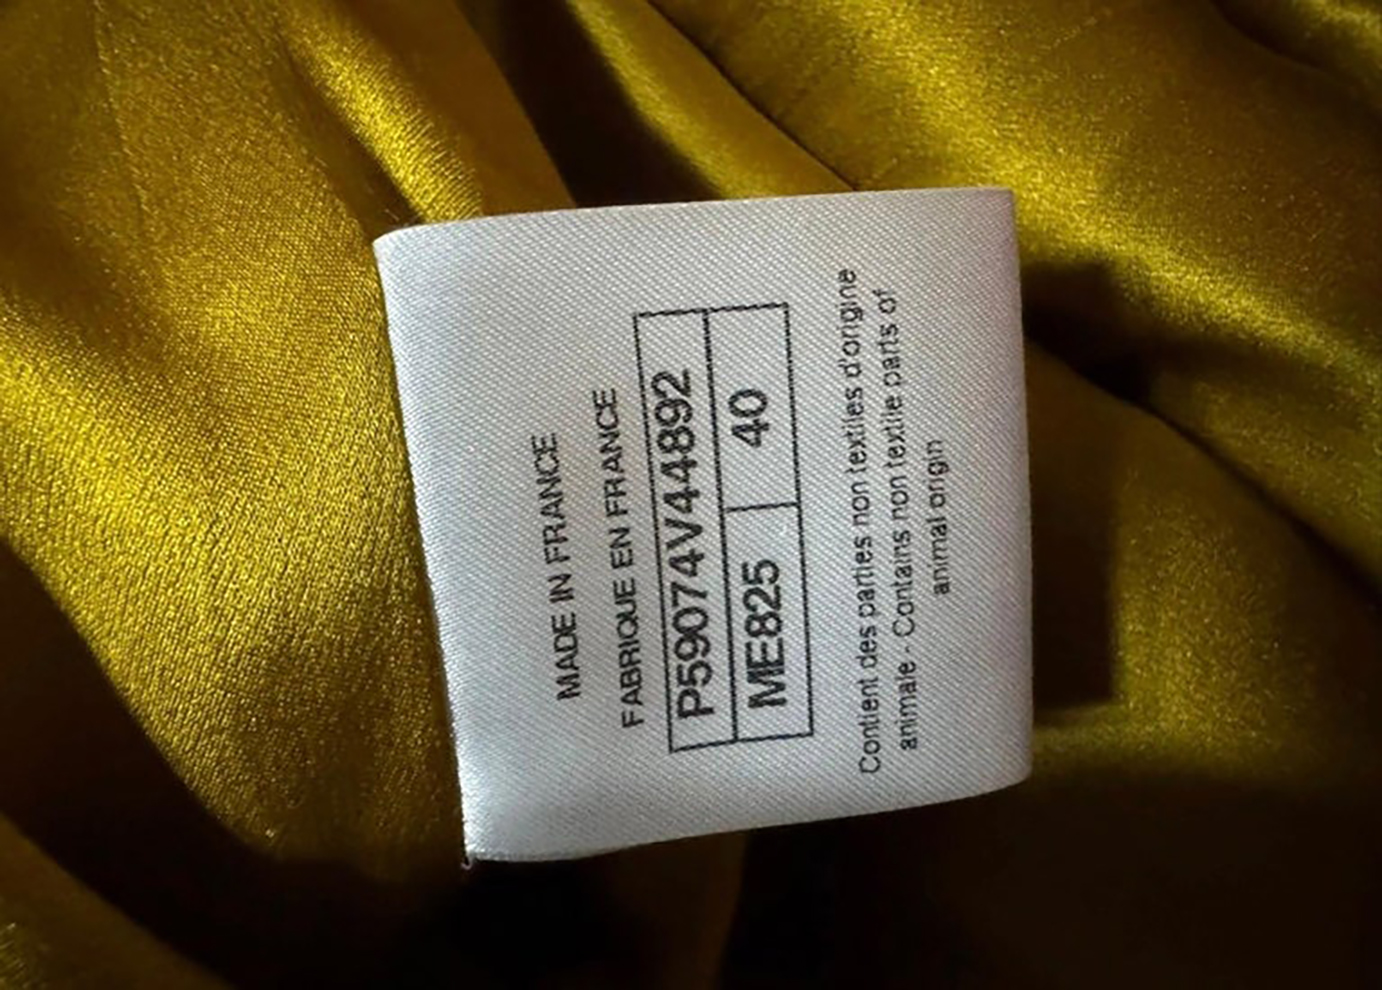 MADE IN FRANCE
FABRIQUE EN FRANCE
P59074V44892
ME825 40
Contient des parties non textiles d'origine
animale - Contains non textile parts of
animal origin